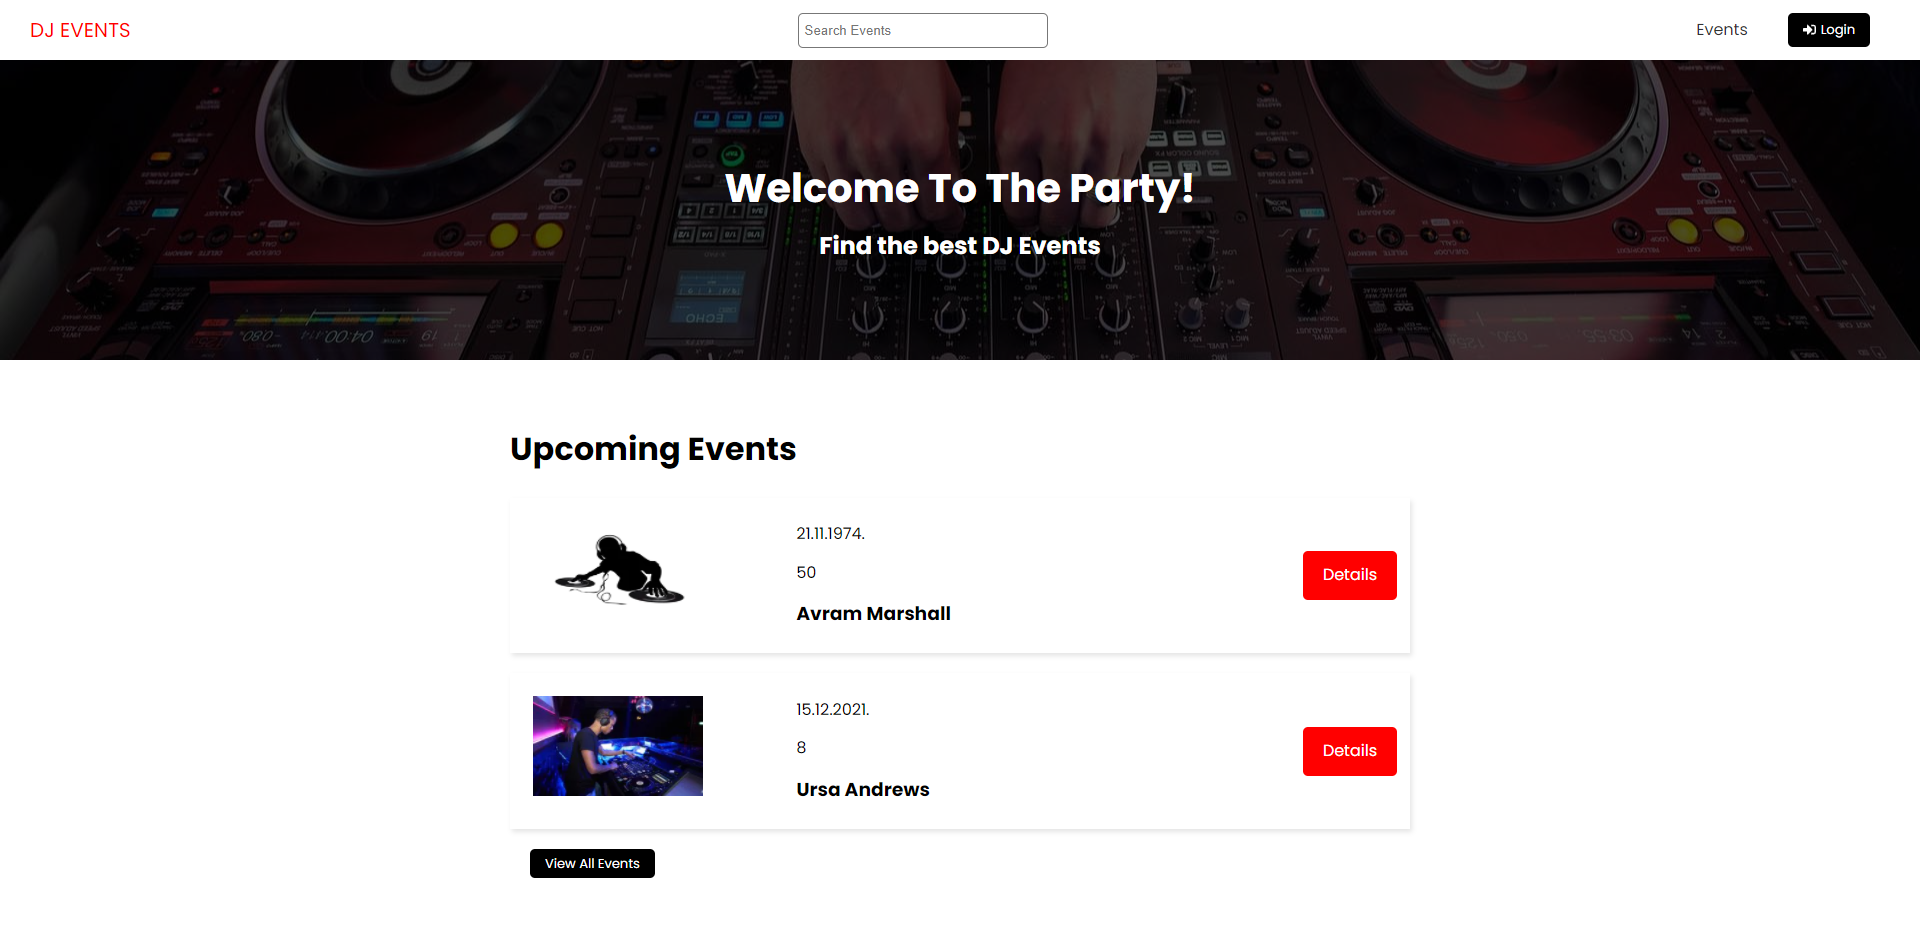 DJ EVENTS
Search Events
Events
Login
Welcome To The Party!
Find the best DJ Events
ECHO
Upcoming Events
21.11.1974.
50
Avram Marshall
Details
15.12.2021.
8
Ursa Andrews
Details
View All Events